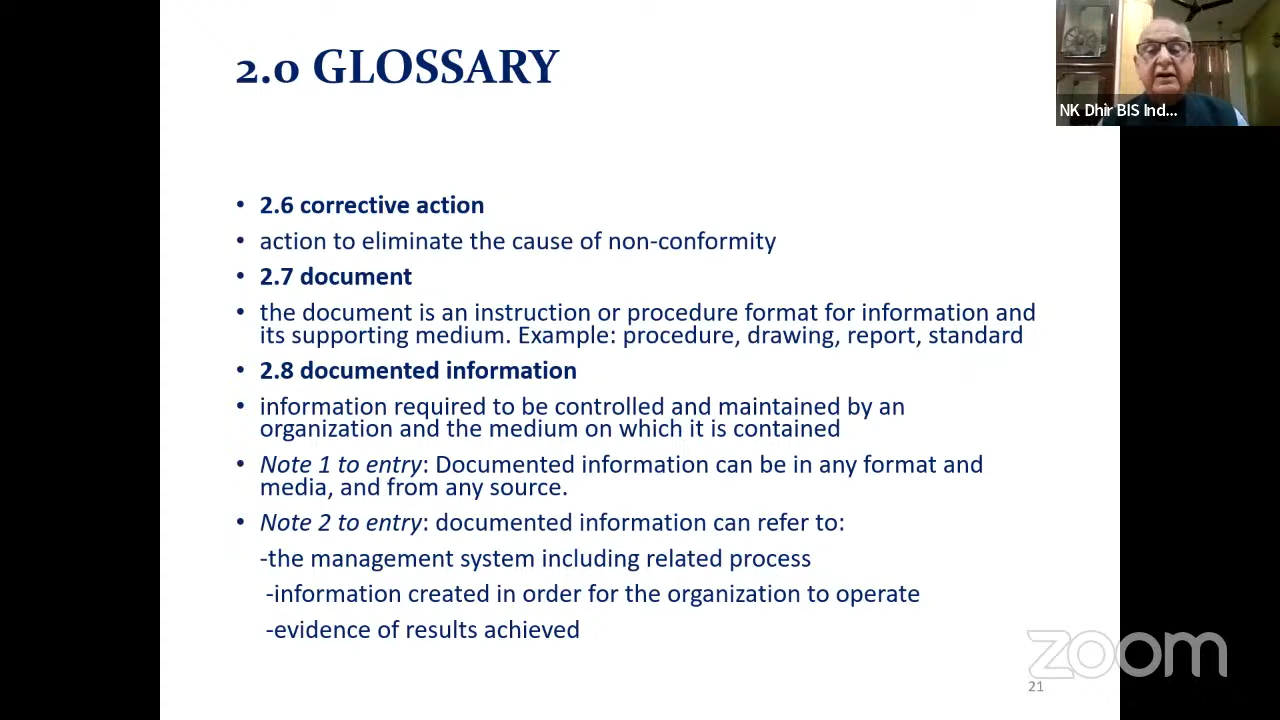 2.0 GLOSSARY
NK Dhir BIS Ind...
• 2.6 corrective action
• action to eliminate the cause of non-conformity
• 2.7 document
• the document is an instruction or procedure format for information and
its supporting medium. Example: procedure, drawing, report, standard
• 2.8 documented information
• information required to be controlled and maintained by an
organization and the medium on which it is contained
• Note 1 to entry: Documented information can be in any format and
media, and from any source.
• Note 2 to entry: documented information can refer to:
-the management system including related process
-information created in order for the organization to operate
-evidence of results achieved
zoom
21